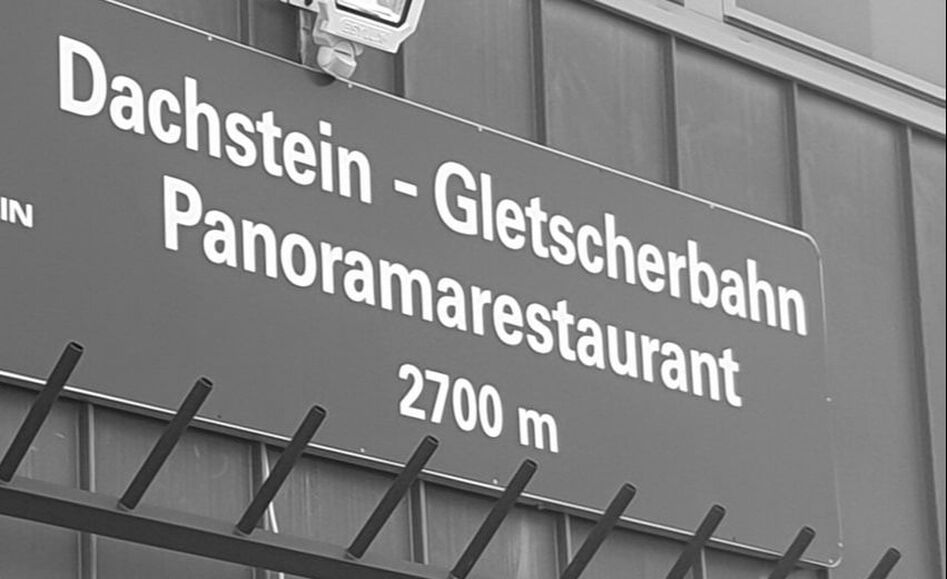 Dachstein - Gletscherbahn
Panoramarestaurant
2700 m